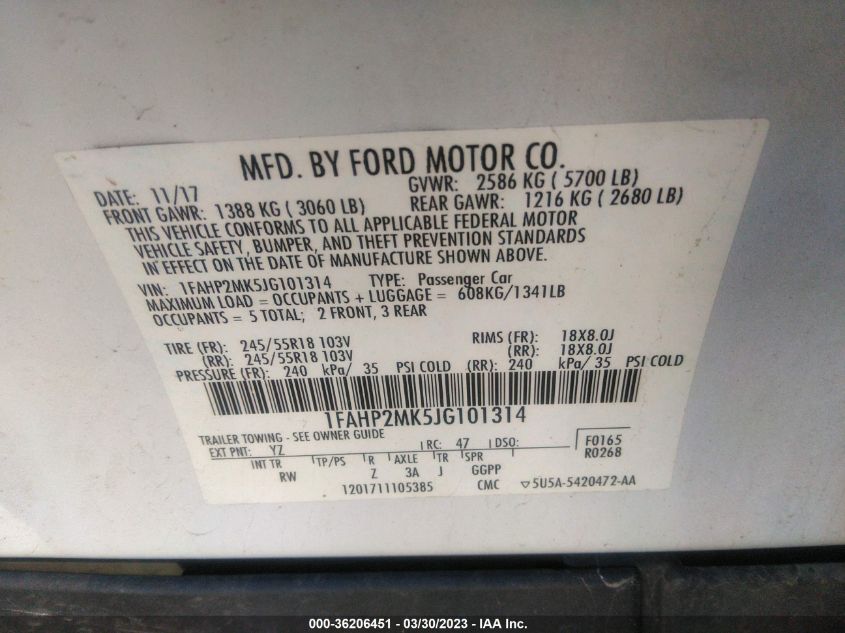 MFD. BY FORD MOTOR CO.
DATE: 11/17 GVWR: 2586 KG ( 5700 LB)
FRONT GAWR: 1388 KG ( 3060 LB) REAR GAWR: 1216 KG ( 2680 LB)
THIS VEHICLE CONFORMS TO ALL APPLICABLE FEDERAL MOTOR
VEHICLE SAFETY, BUMPER, AND THEFT PREVENTION STANDARDS
IN EFFECT ON THE DATE OF MANUFACTURE SHOWN ABOVE.
VIN: 1FAHP2MK5JG101314 TYPE: Passenger Car
MAXIMUM LOAD = OCCUPANTS + LUGGAGE = 608KG/1341LB
OCCUPANTS = 5 TOTAL; 2 FRONT, 3 REAR
TIRE (FR): 245/55R18 103V RIMS (FR): 18X8.0J
(RR): 245/55R18 103V (RR): 18X8.0J
PRESSURE (FR): 240 kPa/ 35 PSI COLD (RR): 240 kPa/ 35 PSI COLD
1FAHP2MK5JG101314
TRAILER TOWING - SEE OWNER GUIDE
EXT PNT: YZ RC: 47 DSO: F0165
INT TR TP/PS R AXLE TR SPR R0268
RW Z 3A J GGPP
1201711105385 CMC ▽5U5A-5420472-AA
000-36206451 — 03/30/2023 — IAA Inc.